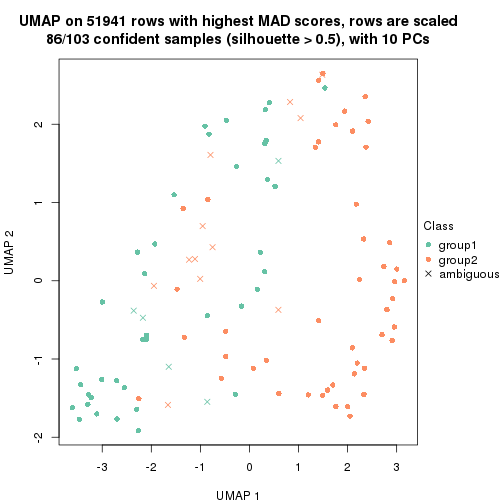 UMAP on 51941 rows with highest MAD scores, rows are scaled
86/103 confident samples (silhouette > 0.5), with 10 PCs
2
1
0
-1
-2
UMAP 2
-3
-2
-1
0
1
2
3
UMAP 1
Class
group1
group2
ambiguous